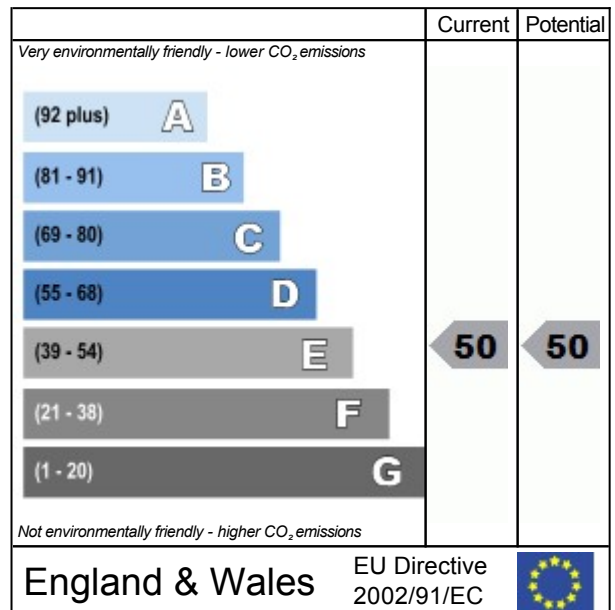 Current Potential
Very environmentally friendly - lower CO₂ emissions
(92 plus) A
(81 - 91) B
(69 - 80) C
(55 - 68) D
(39 - 54) E 50 50
(21 - 38) F
(1 - 20) G
Not environmentally friendly - higher CO₂ emissions
England & Wales
EU Directive
2002/91/EC